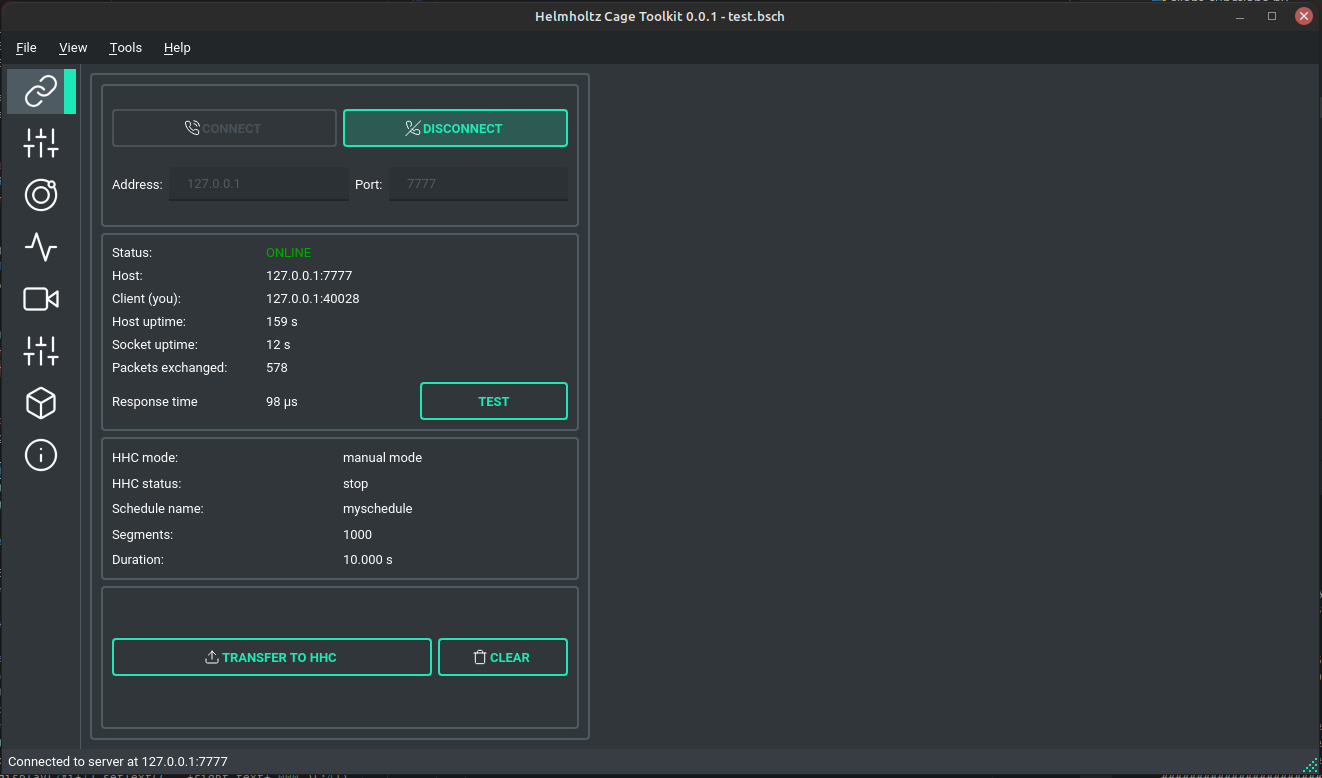 Helmholtz Cage Toolkit 0.0.1 - test.bsch
File View Tools Help
CONNECT DISCONNECT
Address: 127.0.0.1 Port: 7777
Status: ONLINE
Host: 127.0.0.1:7777
Client (you): 127.0.0.1:40028
Host uptime: 159 s
Socket uptime: 12 s
Packets exchanged: 578
Response time 98 µs TEST
HHC mode: manual mode
HHC status: stop
Schedule name: myschedule
Segments: 1000
Duration: 10.000 s
TRANSFER TO HHC CLEAR
Connected to server at 127.0.0.1:7777